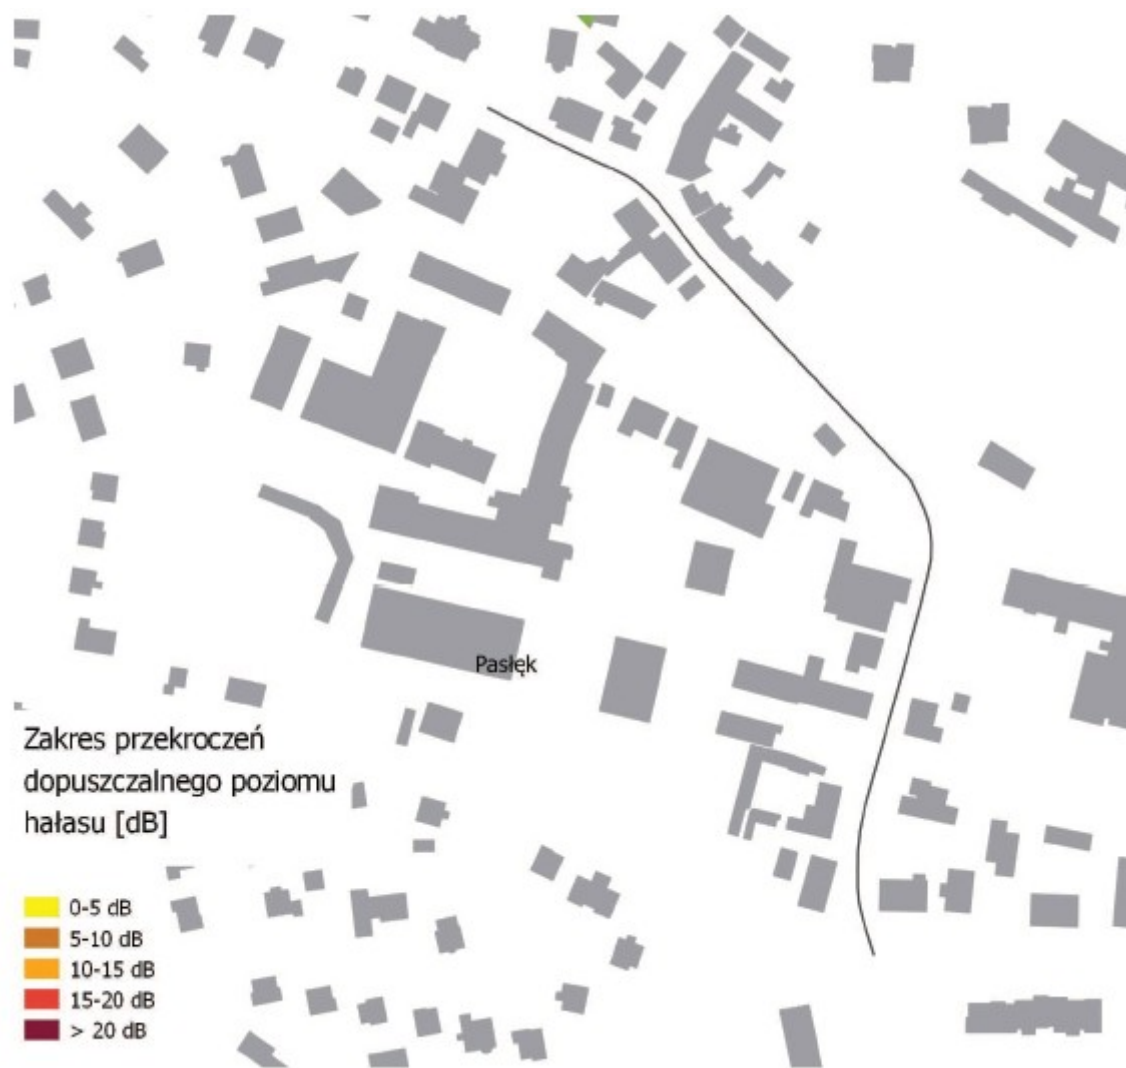 Pasłęk
Zakres przekroczeń
dopuszczalnego poziomu
hałasu [dB]
0-5 dB
5-10 dB
10-15 dB
15-20 dB
> 20 dB